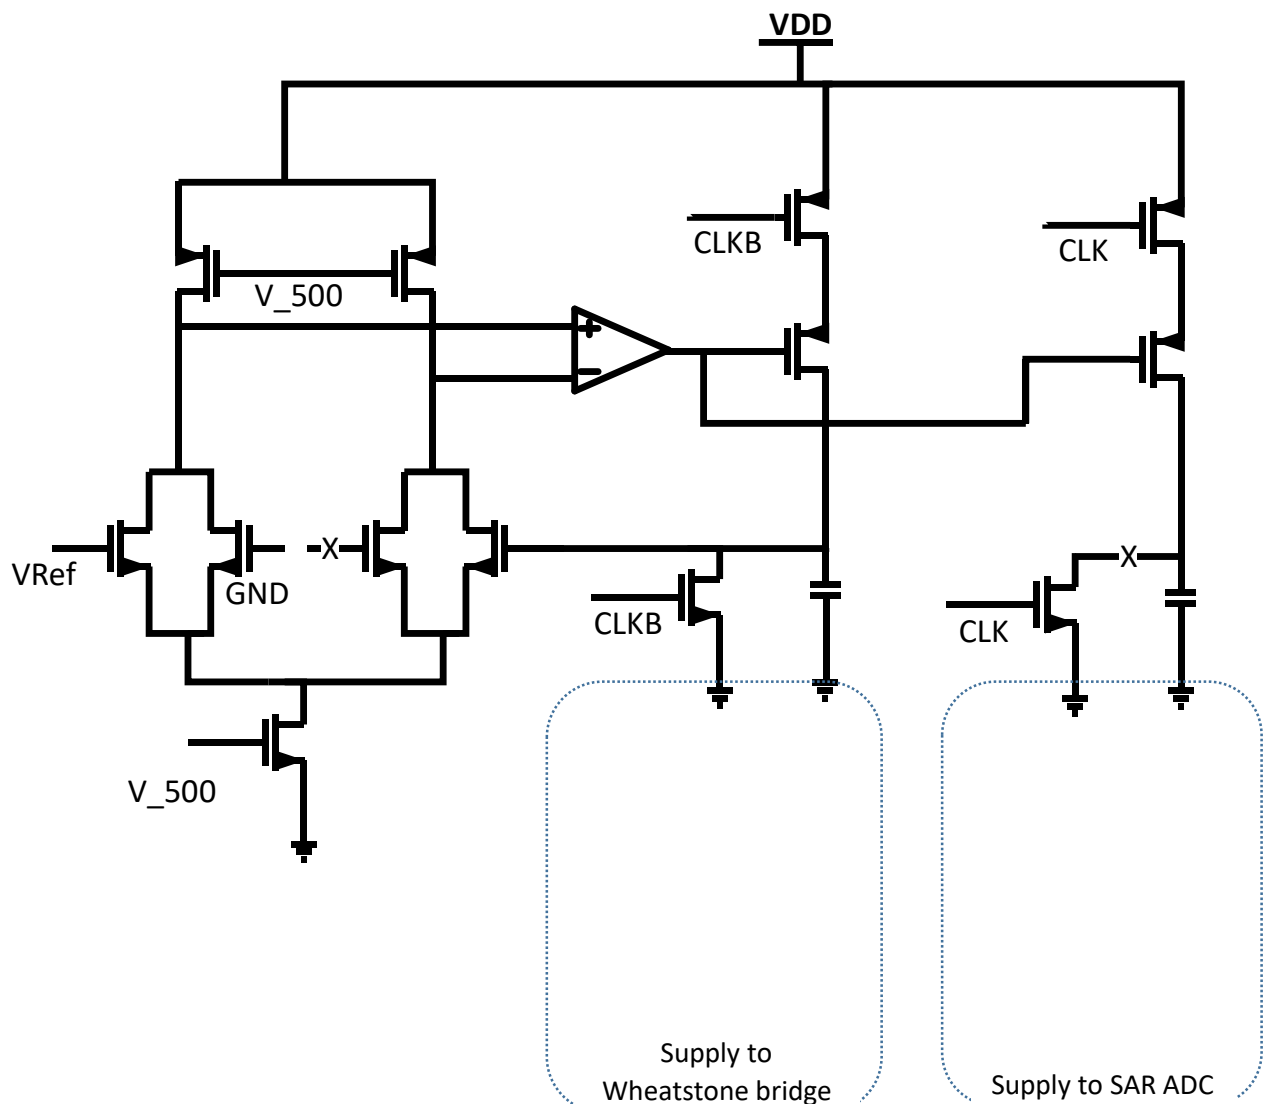 VDD
CLKB
CLK
V_500
+
−
VRef
GND
X
X
CLKB
CLK
V_500
Supply to
Wheatstone bridge
Supply to SAR ADC